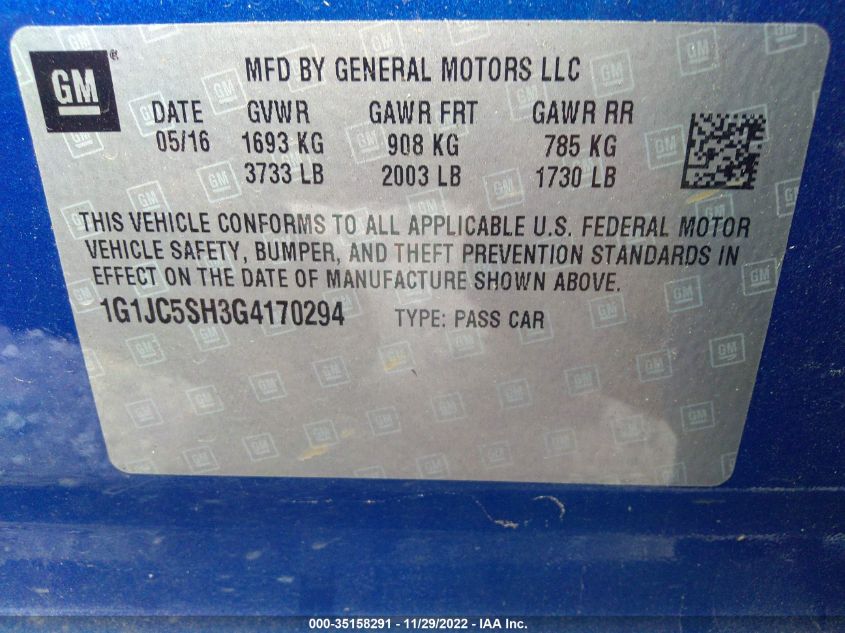 GM
®
MFD BY GENERAL MOTORS LLC
DATE GVWR GAWR FRT GAWR RR
05/16 1693 KG 908 KG 785 KG
3733 LB 2003 LB 1730 LB
THIS VEHICLE CONFORMS TO ALL APPLICABLE U.S. FEDERAL MOTOR
VEHICLE SAFETY, BUMPER, AND THEFT PREVENTION STANDARDS IN
EFFECT ON THE DATE OF MANUFACTURE SHOWN ABOVE.
1G1JC5SH3G4170294 TYPE: PASS CAR
000-35158291 - 11/29/2022 - IAA Inc.